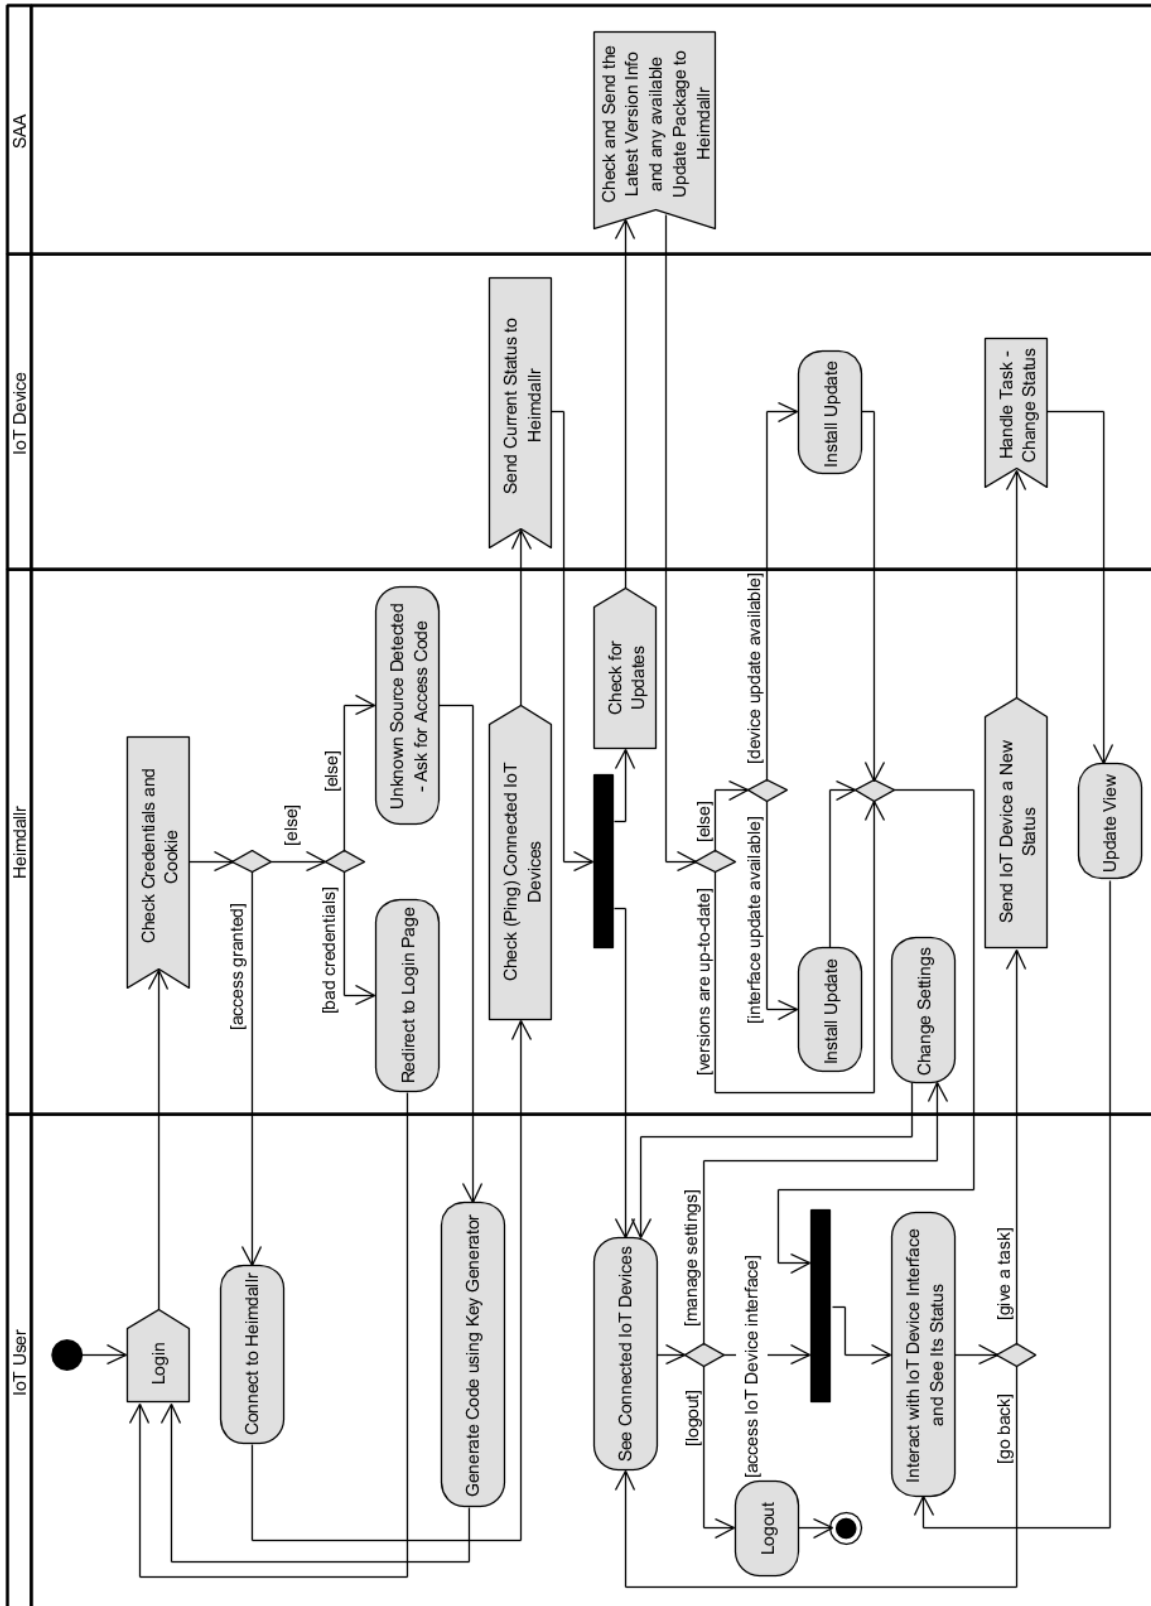 IoT User
Heimdallr
IoT Device
SAA
Login
Check Credentials and
Cookie
[access granted]
[else]
Connect to Heimdallr
[bad credentials]
[else]
Redirect to Login Page
Unknown Source Detected
- Ask for Access Code
Generate Code using Key Generator
Check (Ping) Connected IoT
Devices
Send Current Status to
Heimdallr
See Connected IoT Devices
Check for
Updates
Check and Send the
Latest Version Info
and any available
Update Package to
Heimdallr
[logout]
[manage settings]
[versions are up-to-date]
[else]
[access IoT Device interface]
[interface update available]
[device update available]
Logout
Install Update
Install Update
Interact with IoT Device Interface
and See Its Status
Change Settings
[go back]
[give a task]
Send IoT Device a New
Status
Handle Task -
Change Status
Update View